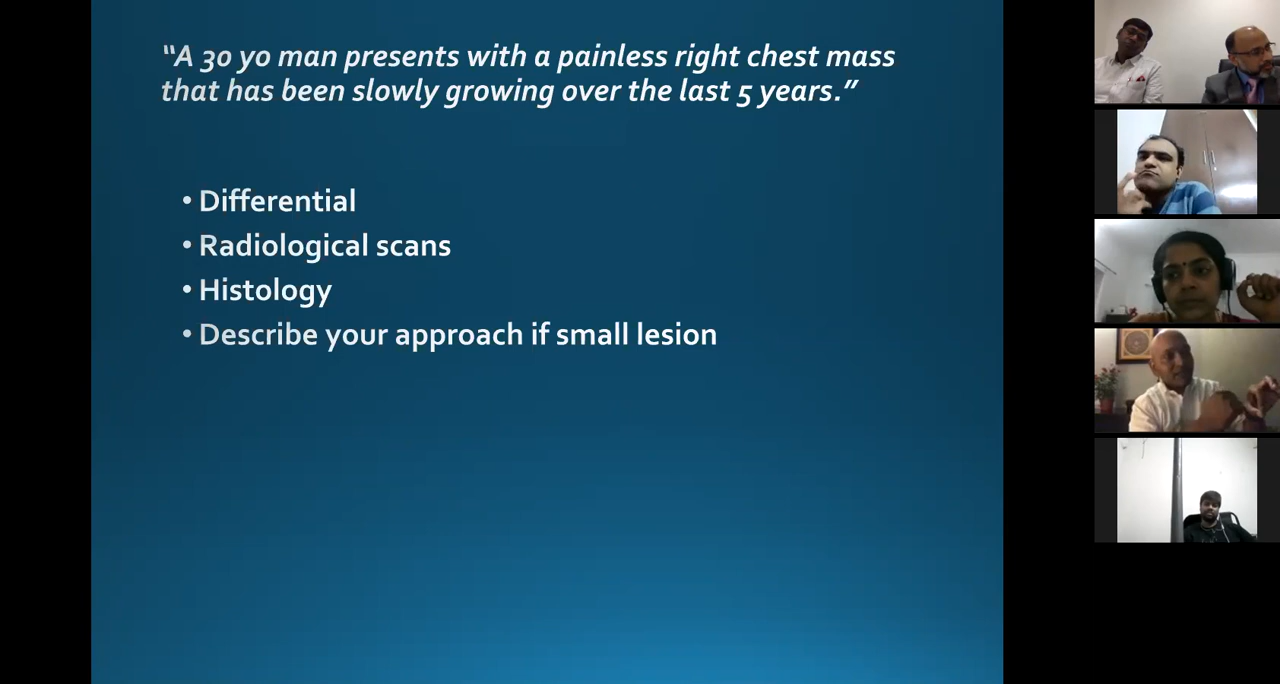 “A 30 yo man presents with a painless right chest mass
that has been slowly growing over the last 5 years.”
• Differential
• Radiological scans
• Histology
• Describe your approach if small lesion